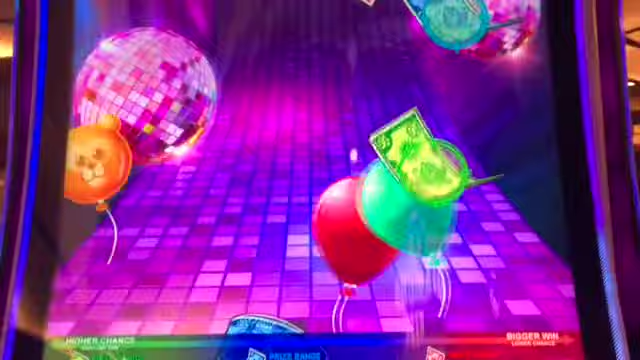 HIGHER CHANCE
BIGGER WIN
LOWER CHANCE
PRIZE RANGE